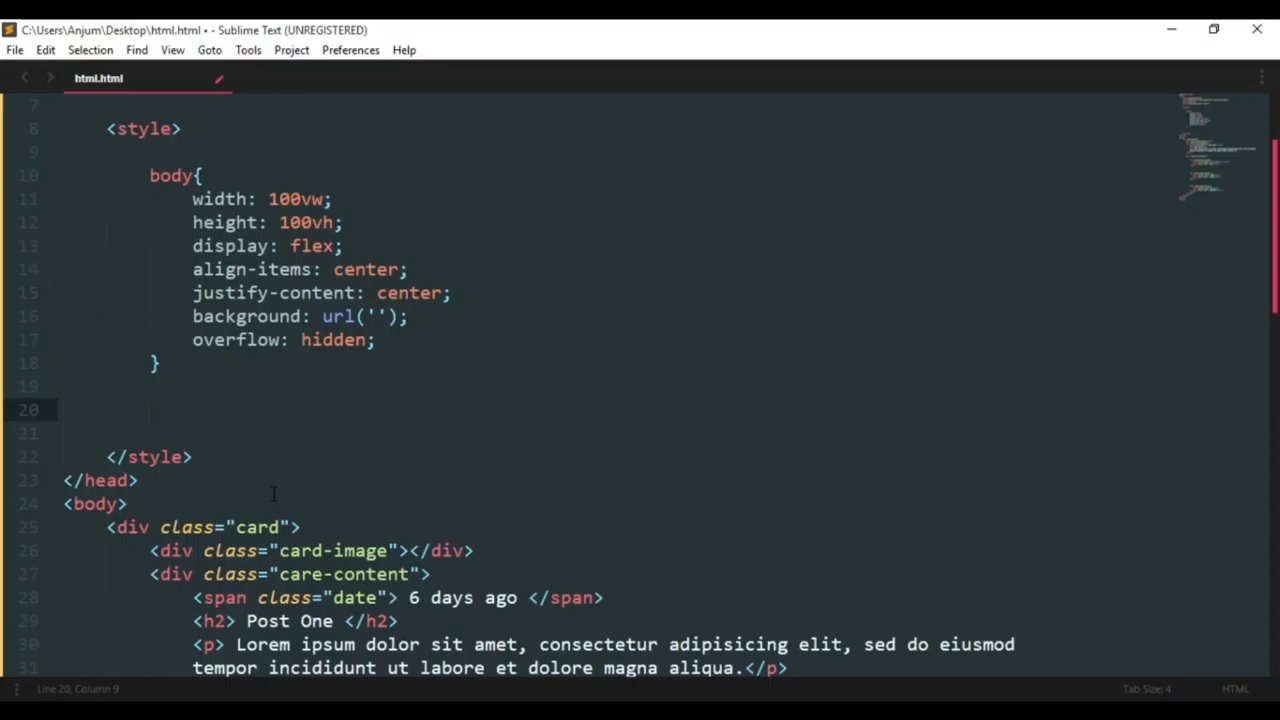 C:\Users\Anjum\Desktop\html.html • - Sublime Text (UNREGISTERED)
File Edit Selection Find View Goto Tools Project Preferences Help
html.html
7
8 <style>
9
10 body{
11 width: 100vw;
12 height: 100vh;
13 display: flex;
14 align-items: center;
15 justify-content: center;
16 background: url('');
17 overflow: hidden;
18 }
19
20
21
22 </style>
23 </head>
24 <body>
25 <div class="card">
26 <div class="card-image"></div>
27 <div class="care-content">
28 <span class="date"> 6 days ago </span>
29 <h2> Post One </h2>
30 <p> Lorem ipsum dolor sit amet, consectetur adipisicing elit, sed do eiusmod
31 tempor incididunt ut labore et dolore magna aliqua.</p>
Line 20, Column 9 Tab Size: 4 HTML